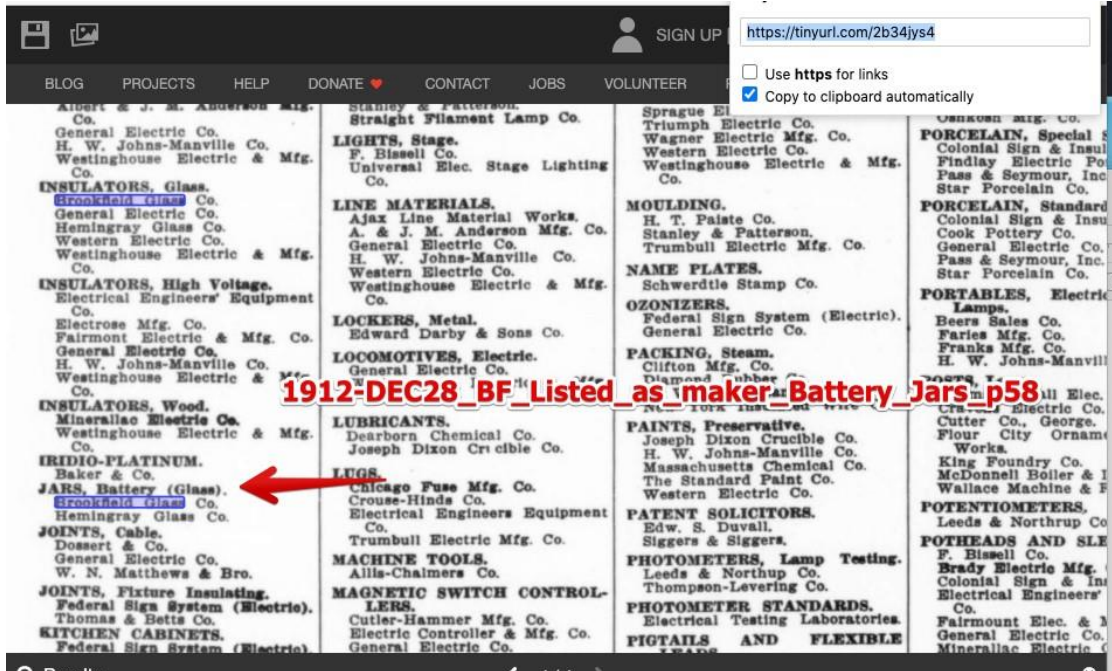 SIGN UP
https://tinyurl.com/2b34jys4
Use https for links
Copy to clipboard automatically
BLOG PROJECTS HELP DONATE CONTACT JOBS VOLUNTEER
Albert & J. M. Anderson Mfg.
Co.
General Electric Co.
H. W. Johns-Manville Co.
Westinghouse Electric & Mfg.
Co.
INSULATORS, Glass.
Brookfield Glass Co.
General Electric Co.
Hemingray Glass Co.
Western Electric Co.
Westinghouse Electric & Mfg.
Co.
INSULATORS, High Voltage.
Electrical Engineers' Equipment
Co.
Electrose Mfg. Co.
Fairmont Electric & Mfg. Co.
General Electric Co.
H. W. Johns-Manville Co.
Westinghouse Electric & Mfg.
Co.
INSULATORS, Wood.
Minerallac Electric Co.
Westinghouse Electric & Mfg.
Co.
IRIDIO-PLATINUM.
Baker & Co.
JARS, Battery (Glass).
Brookfield Glass Co.
Hemingray Glass Co.
JOINTS, Cable.
Dossert & Co.
General Electric Co.
W. N. Matthews & Bro.
JOINTS, Fixture Insulating.
Federal Sign System (Electric).
Thomas & Betts Co.
KITCHEN CABINETS.
Federal Sign System (Electric).
Stanley & Patterson.
Straight Filament Lamp Co.
LIGHTS, Stage.
F. Bissell Co.
Universal Elec. Stage Lighting
Co.
LINE MATERIALS.
Ajax Line Material Works.
A. & J. M. Anderson Mfg. Co.
General Electric Co.
H. W. Johns-Manville Co.
Western Electric Co.
Westinghouse Electric & Mfg.
Co.
LOCKERS, Metal.
Edward Darby & Sons Co.
LOCOMOTIVES, Electric.
General Electric Co.
1912-DEC28_BF_Listed_as_maker_Battery_Jars_p58
LUBRICANTS.
Dearborn Chemical Co.
Joseph Dixon Crucible Co.
LUGS.
Chicago Fuse Mfg. Co.
Crouse-Hinds Co.
Electrical Engineers Equipment
Co.
Trumbull Electric Mfg. Co.
MACHINE TOOLS.
Allis-Chalmers Co.
MAGNETIC SWITCH CONTROL-
LERS.
Cutler-Hammer Mfg. Co.
Electric Controller & Mfg. Co.
General Electric Co.
Sprague
Triumph Electric Co.
Wagner Electric Mfg. Co.
Western Electric Co.
Westinghouse Electric & Mfg.
Co.
MOULDING.
H. T. Paiste Co.
Stanley & Patterson.
Trumbull Electric Mfg. Co.
NAME PLATES.
Schwerdtle Stamp Co.
OZONIZERS.
Federal Sign System (Electric).
General Electric Co.
PACKING, Steam.
Clifton Mfg. Co.
PAINTS, Preservative.
Joseph Dixon Crucible Co.
H. W. Johns-Manville Co.
Massachusetts Chemical Co.
The Standard Paint Co.
Western Electric Co.
PATENT SOLICITORS.
Edw. S. Duvall.
Siggers & Siggers.
PHOTOMETERS, Lamp Testing.
Leeds & Northup Co.
Thompson-Levering Co.
PHOTOMETER STANDARDS.
Electrical Testing Laboratories.
PIGTAILS AND FLEXIBLE
LEADS
Oshkosh Mfg. Co.
PORCELAIN, Special
Colonial Sign &
Findlay Electric
Pass & Seymour, Inc
Star Porcelain Co.
PORCELAIN, Standard
Colonial Sign &
Cook Pottery Co.
General Electric Co.
Pass & Seymour, Inc.
Star Porcelain Co.
PORTABLES, Electric
Lamps.
Beers Sales Co.
Faries Mfg. Co.
Franks Mfg. Co.
H. W.
Electric Co.
Cutter Co., George.
Flour City
Works.
King Foundry Co.
McDonnell Boiler &
Wallace Machine &
POTENTIOMETERS,
Leeds & Northrup Co
POTHEADS AND
F. Bissell Co.
Brady Electric Mfg.
Colonial Sign &
Electrical Engineers'
Co.
Fairmount Elec. &
General Electric Co.
Minerallac Electric